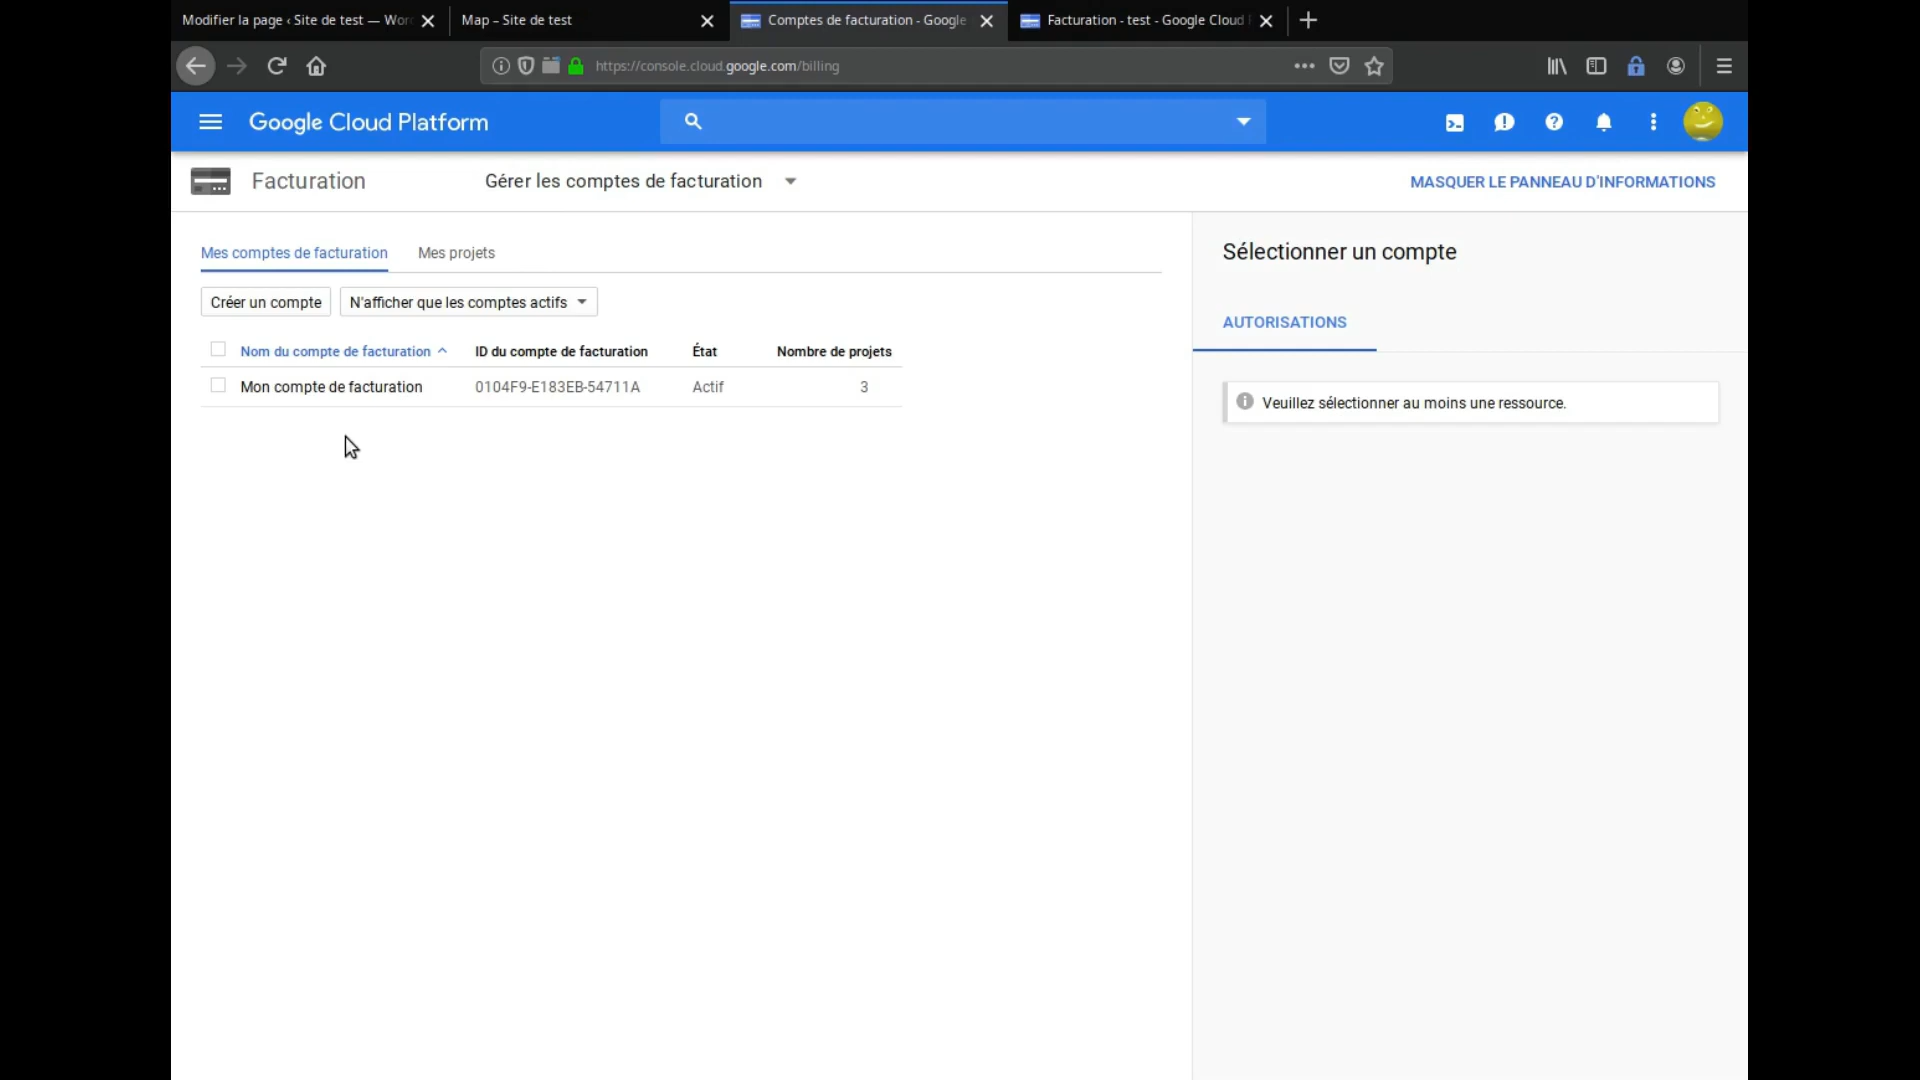 Modifier la page ‹ Site de test — Wor
Map – Site de test
Comptes de facturation - Google
Facturation - test - Google Cloud
https://console.cloud.google.com/billing
Google Cloud Platform
Facturation
Gérer les comptes de facturation
MASQUER LE PANNEAU D'INFORMATIONS
Mes comptes de facturation
Mes projets
Créer un compte
N'afficher que les comptes actifs
Nom du compte de facturation
ID du compte de facturation
État
Nombre de projets
Mon compte de facturation
0104F9-E183EB-54711A
Actif
3
Sélectionner un compte
AUTORISATIONS
Veuillez sélectionner au moins une ressource.